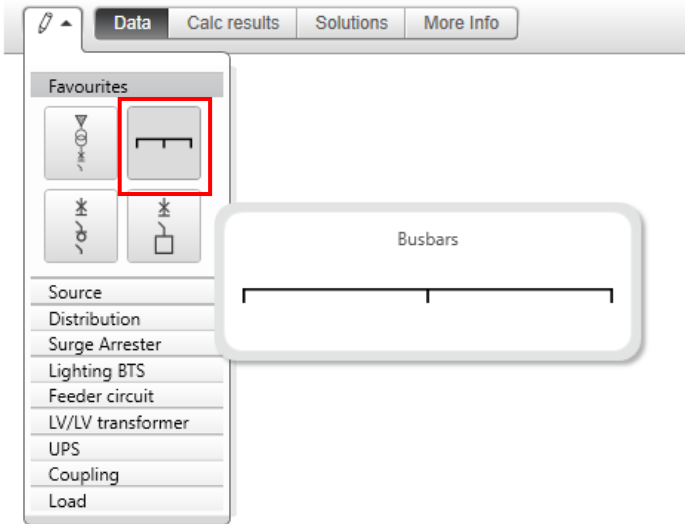 Data Calc results Solutions More Info
Favourites
Busbars
Source
Distribution
Surge Arrester
Lighting BTS
Feeder circuit
LV/LV transformer
UPS
Coupling
Load